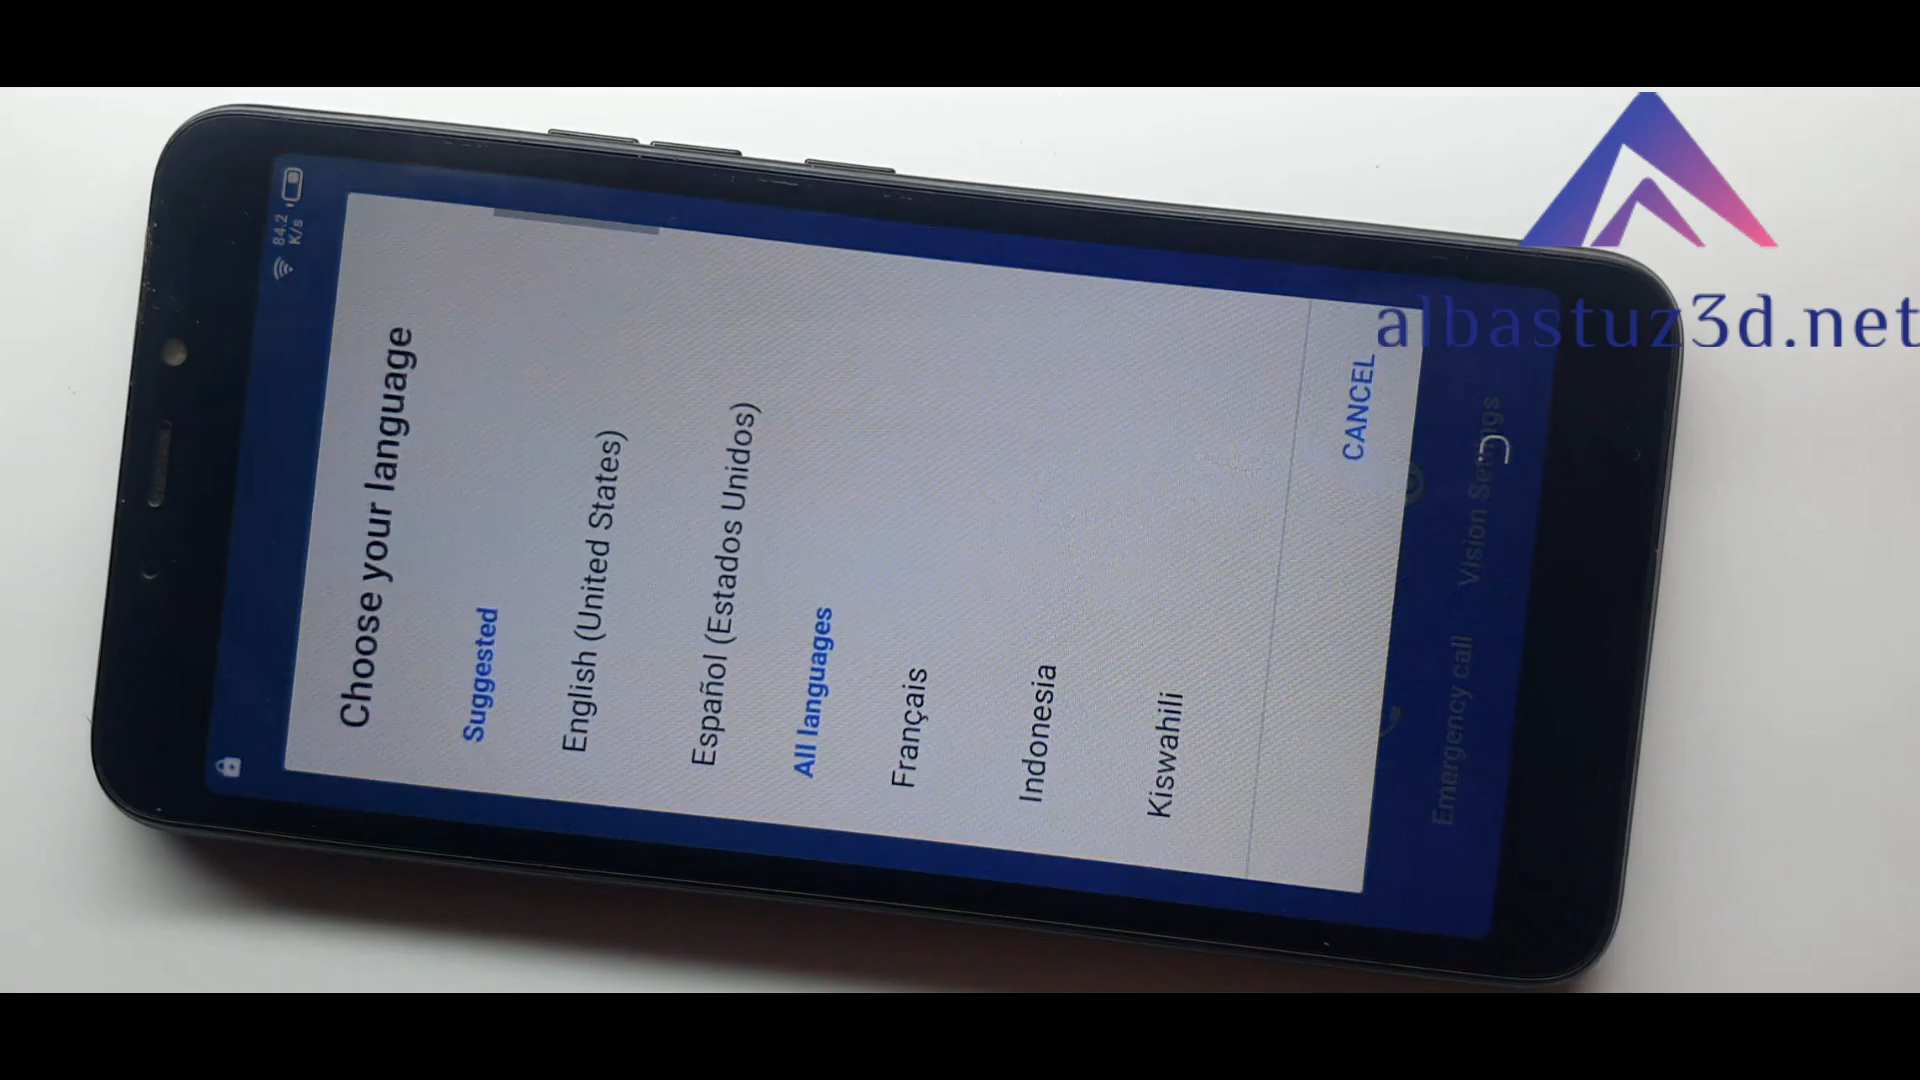 84.2
K/s
Choose your language
Suggested
English (United States)
Español (Estados Unidos)
All languages
Français
Indonesia
Kiswahili
CANCEL
Emergency call
Vision Settings
albastuz3d.net